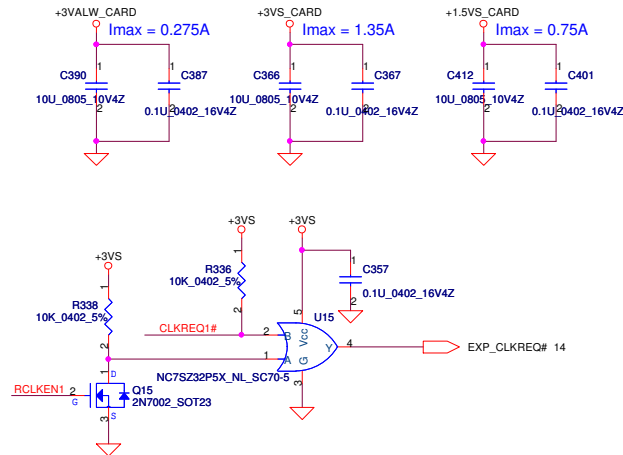 +3VALW_CARD
Imax = 0.275A
+3VS_CARD
Imax = 1.35A
+1.5VS_CARD
Imax = 0.75A
1
C390
10U_0805_10V4Z
2
1
C387
0.1U_0402_16V4Z
2
1
C366
10U_0805_10V4Z
2
1
C367
0.1U_0402_16V4Z
2
1
C412
10U_0805_10V4Z
2
1
C401
0.1U_0402_16V4Z
2
+3VS
+3VS
1
R336
10K_0402_5%
2
1
C357
0.1U_0402_16V4Z
2
+3VS
1
R338
10K_0402_5%
2
CLKREQ1#
5
U15
2
B
Vcc
1
A
G
Y
4
3
EXP_CLKREQ# 14
NC7SZ32P5X_NL_SC70-5
1
D
RCLKEN1
2
G
Q15
2N7002_SOT23
3
S